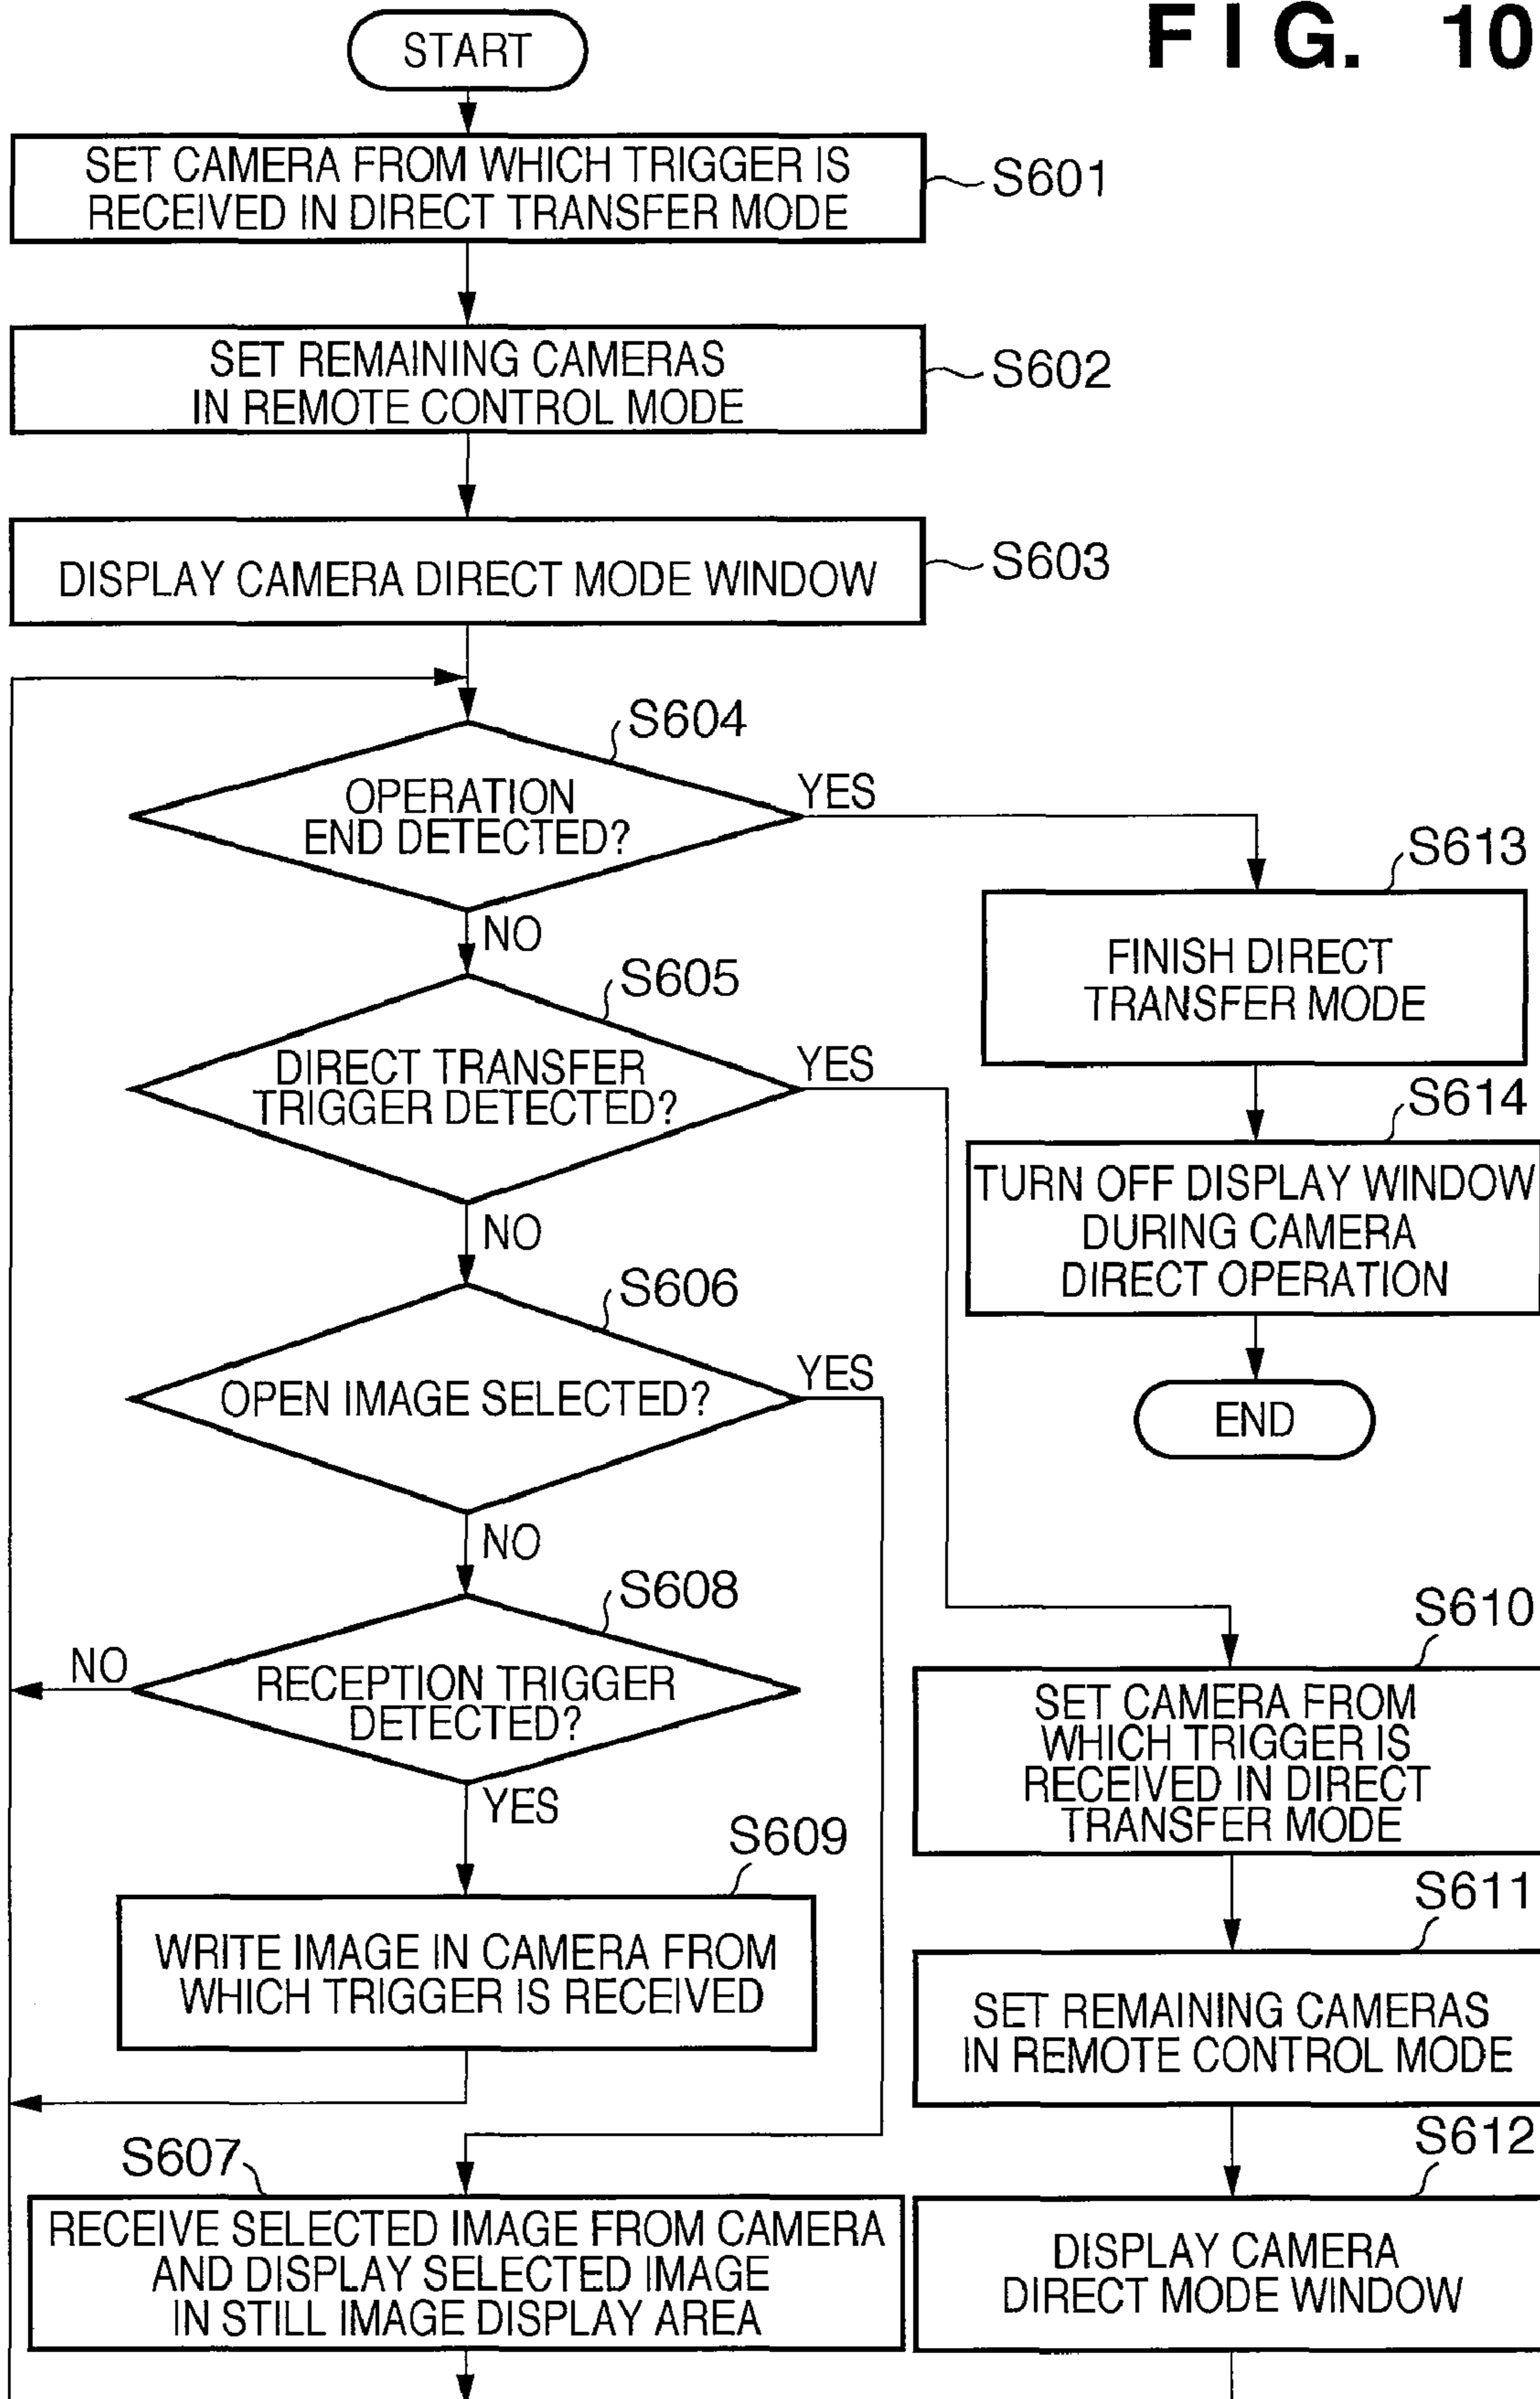 FIG. 10
START
SET CAMERA FROM WHICH TRIGGER IS
RECEIVED IN DIRECT TRANSFER MODE
S601
SET REMAINING CAMERAS
IN REMOTE CONTROL MODE
S602
DISPLAY CAMERA DIRECT MODE WINDOW
S603
S604
OPERATION
END DETECTED?
YES
NO
S613
FINISH DIRECT
TRANSFER MODE
S605
DIRECT TRANSFER
TRIGGER DETECTED?
YES
NO
S614
TURN OFF DISPLAY WINDOW
DURING CAMERA
DIRECT OPERATION
END
S606
OPEN IMAGE SELECTED?
YES
NO
S608
RECEPTION TRIGGER
DETECTED?
NO
YES
S609
WRITE IMAGE IN CAMERA FROM
WHICH TRIGGER IS RECEIVED
S607
RECEIVE SELECTED IMAGE FROM CAMERA
AND DISPLAY SELECTED IMAGE
IN STILL IMAGE DISPLAY AREA
S610
SET CAMERA FROM
WHICH TRIGGER IS
RECEIVED IN DIRECT
TRANSFER MODE
S611
SET REMAINING CAMERAS
IN REMOTE CONTROL MODE
S612
DISPLAY CAMERA
DIRECT MODE WINDOW